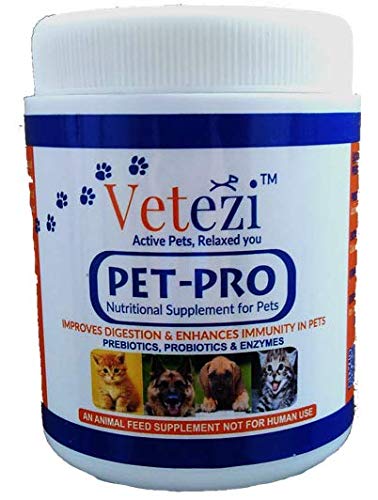 Vetezi™
Active Pets, Relaxed you
PET-PRO
Nutritional Supplement for Pets
IMPROVES DIGESTION & ENHANCES IMMUNITY IN PETS
PREBIOTICS, PROBIOTICS & ENZYMES
AN ANIMAL FEED SUPPLEMENT NOT FOR HUMAN USE